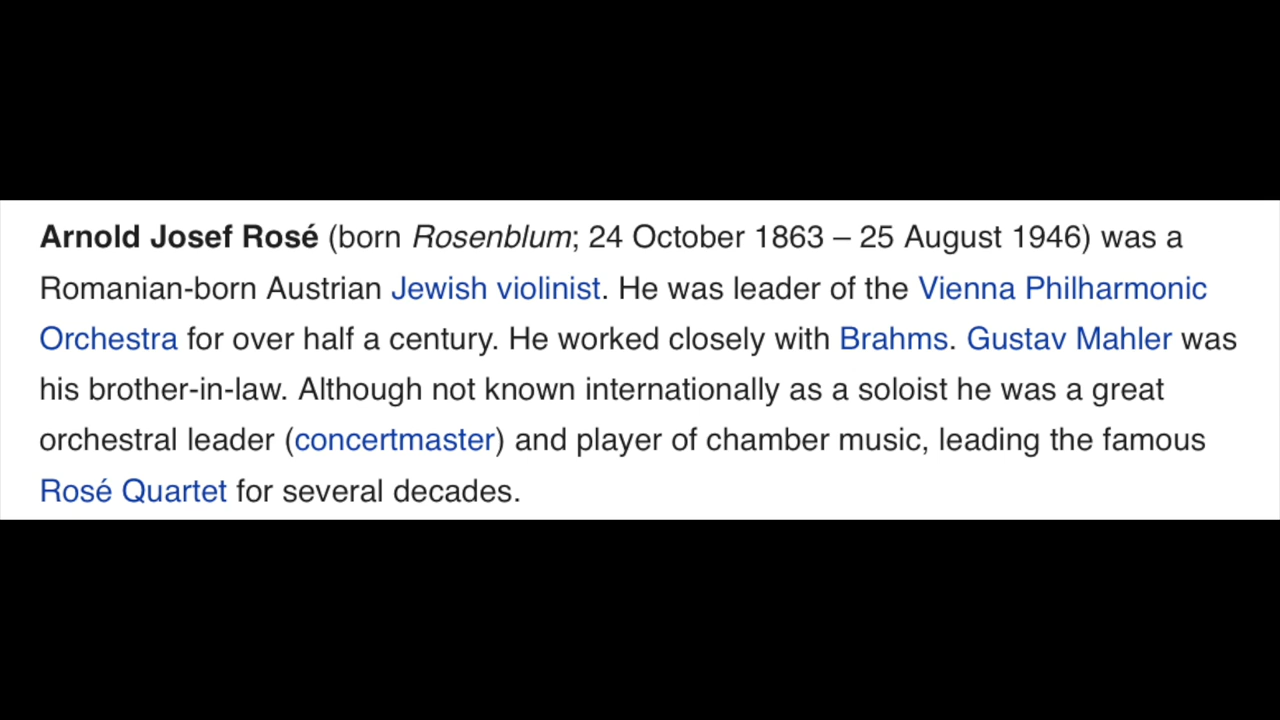 Arnold Josef Rosé (born Rosenblum; 24 October 1863 – 25 August 1946) was a
Romanian-born Austrian Jewish violinist. He was leader of the Vienna Philharmonic
Orchestra for over half a century. He worked closely with Brahms. Gustav Mahler was
his brother-in-law. Although not known internationally as a soloist he was a great
orchestral leader (concertmaster) and player of chamber music, leading the famous
Rosé Quartet for several decades.